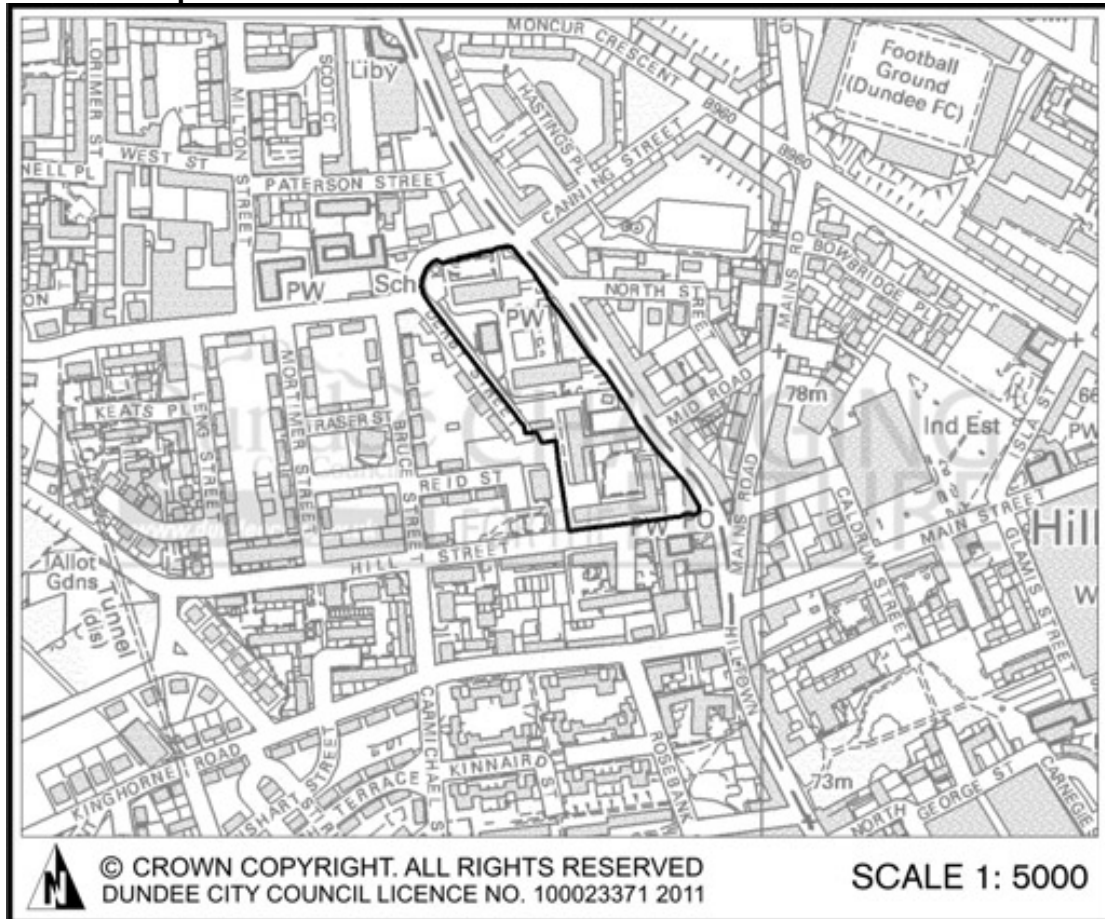 MONCUR CRESCENT
Football
Ground
(Dundee FC)
LORIMER ST
MILTON STREET
SCOTT CT
Liby
HASTINGS PL
B960
B960
NELL PL
WEST ST
PATERSON STREET
CANNING STREET
MAINS RD
BOWBRIDGE PL
PW
Sch
PW
NORTH STREET
ISLA ST
66
PW
MID ROAD
78m
Ind Est
KEATS PL
LENG STREET
MORTIMER STREET
FRASER ST
BRUCE STREET
REID ST
MAINS ROAD
CALDRUM STREET
MAIN STREET
GLAMIS STREET
Hill
PW
PO
HILL STREET
Allot
Gdns
Tunnel
(dis)
HILLTOWN
CARMICHAEL S
KINNAIRD ST
ROSEBANK
KINGHORNE ROAD
TERRACE
73m
NORTH GEORGE ST
CARNEGIE
© CROWN COPYRIGHT. ALL RIGHTS RESERVED
DUNDEE CITY COUNCIL LICENCE NO. 100023371 2011
SCALE 1: 5000
N